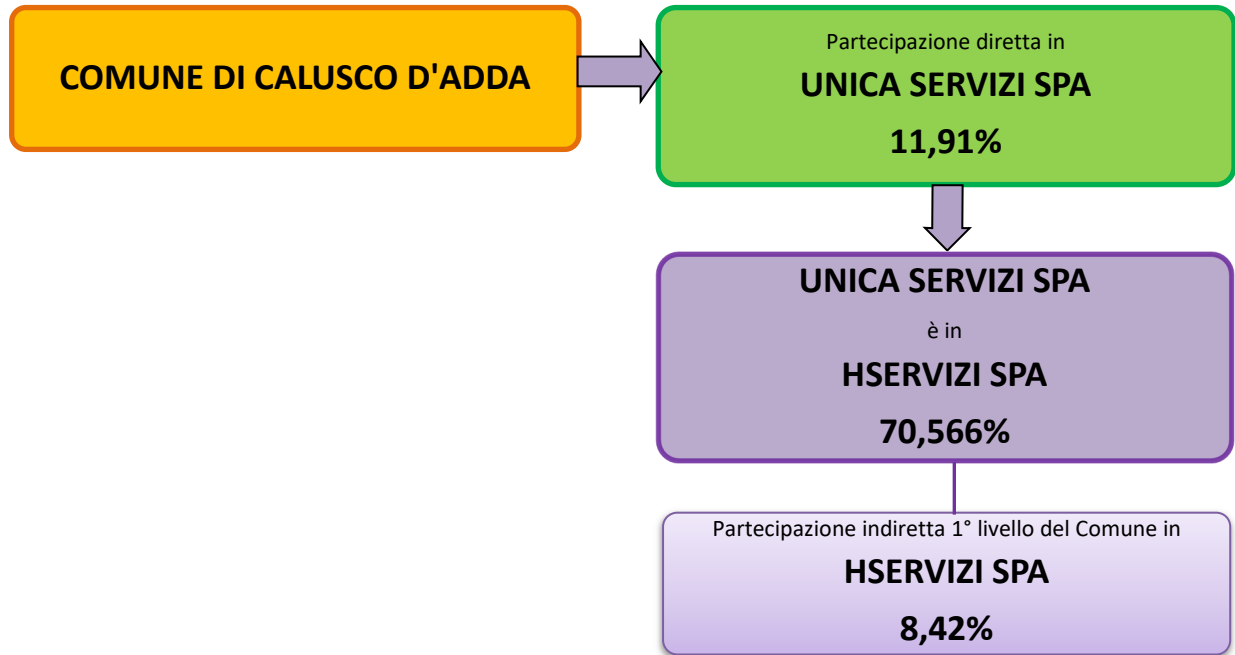 COMUNE DI CALUSCO D'ADDA
Partecipazione diretta in
UNICA SERVIZI SPA
11,91%
UNICA SERVIZI SPA
è in
HSERVIZI SPA
70,566%
Partecipazione indiretta 1° livello del Comune in
HSERVIZI SPA
8,42%